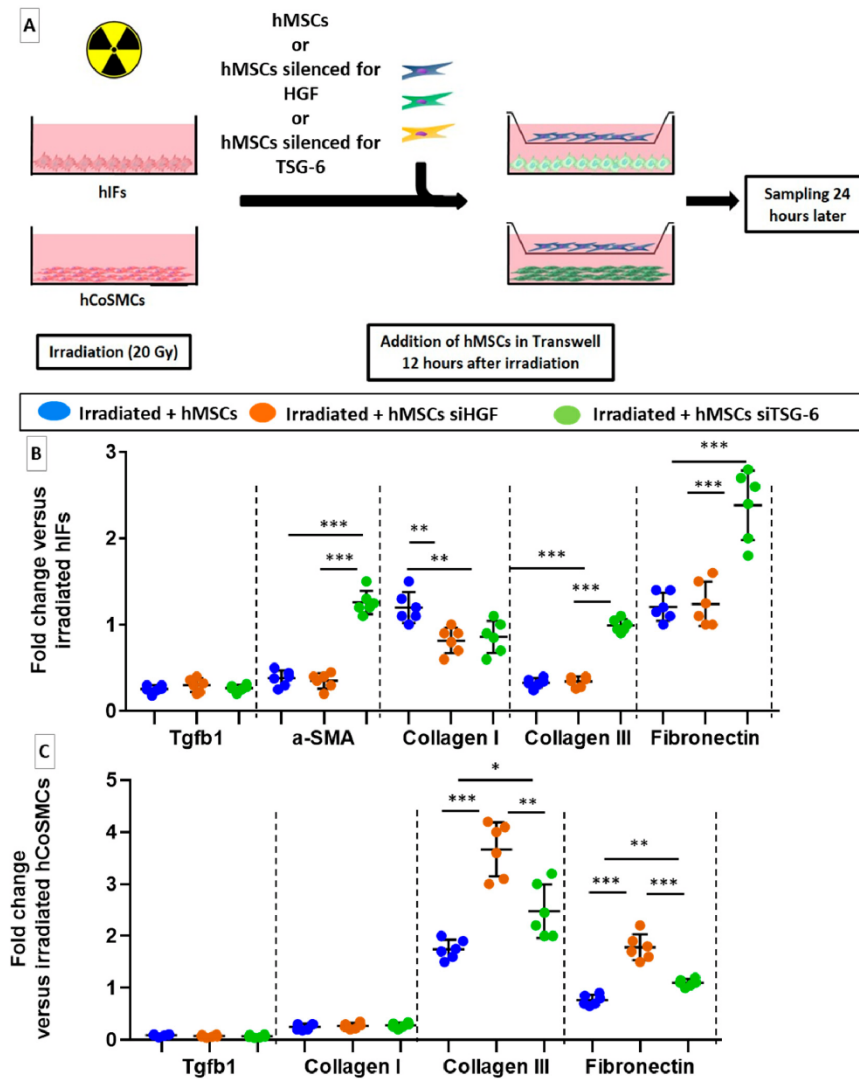 A
hMSCs
or
hMSCs silenced for
HGF
or
hMSCs silenced for
TSG-6
hIFs
hCoSMCs
Sampling 24
hours later
Irradiation (20 Gy)
Addition of hMSCs in Transwell
12 hours after irradiation
Irradiated + hMSCs
Irradiated + hMSCs siHGF
Irradiated + hMSCs siTSG-6
B
Fold change versus
irradiated hIFs
3
2
1
0
***
***
**
**
***
***
***
***
Tgfb1
a-SMA
Collagen I
Collagen III
Fibronectin
C
Fold change
versus irradiated hCoSMCs
5
4
3
2
1
0
*
***
**
**
***
***
Tgfb1
Collagen I
Collagen III
Fibronectin